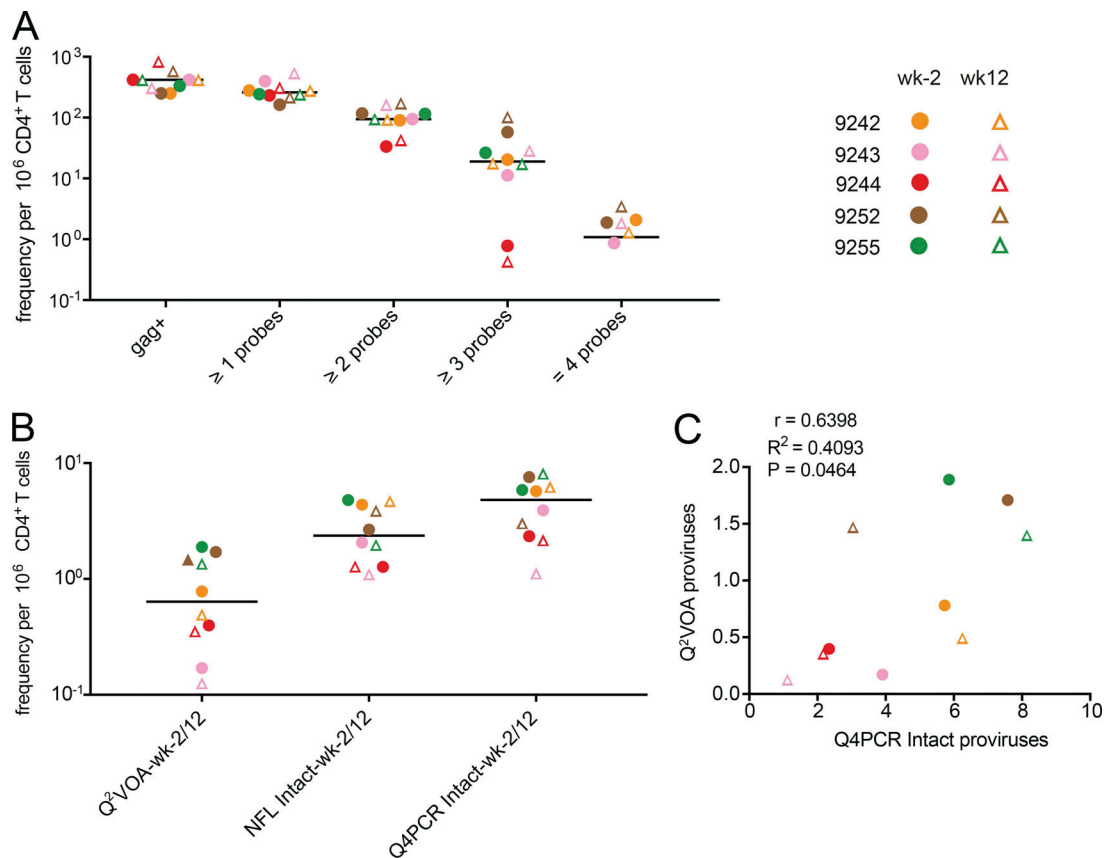 A
frequency per 10⁶ CD4⁺ T cells
10³
10²
10¹
10⁰
10⁻¹
gag+
≥ 1 probes
≥ 2 probes
≥ 3 probes
= 4 probes
wk-2 wk12
9242
9243
9244
9252
9255
B
frequency per 10⁶ CD4⁺ T cells
10¹
10⁰
10⁻¹
Q²VOA-wk-2/12
NFL Intact-wk-2/12
Q4PCR Intact-wk-2/12
C
r = 0.6398
R² = 0.4093
P = 0.0464
Q²VOA proviruses
2.0
1.5
1.0
0.5
0.0
0 2 4 6 8 10
Q4PCR Intact proviruses